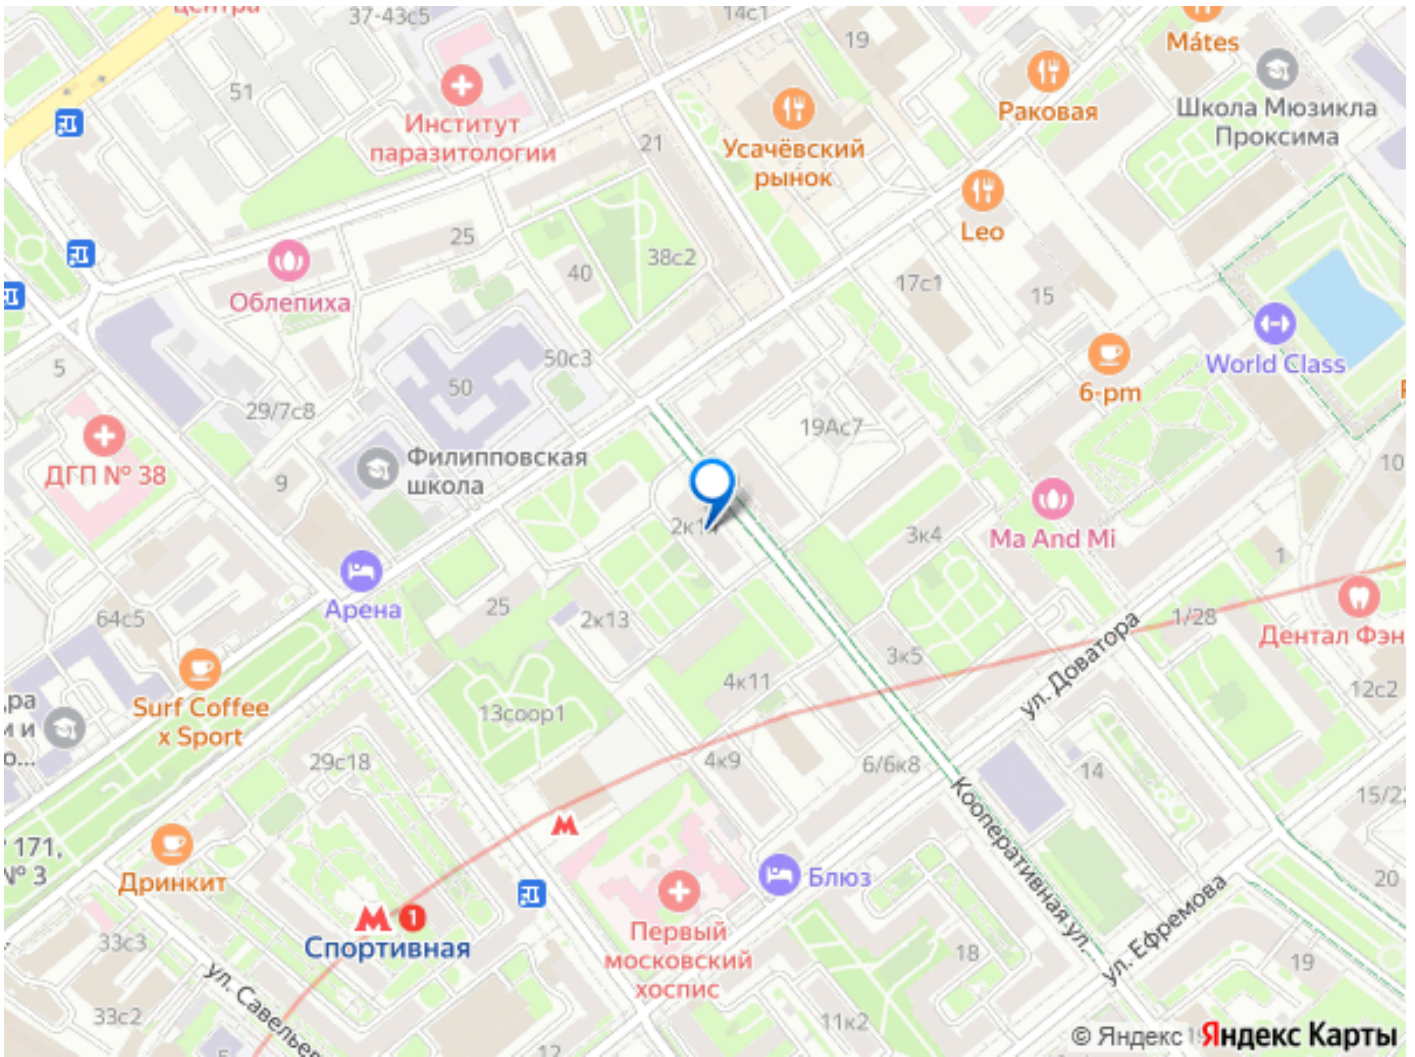 центра
37-43с5
14с1
19
Mátes
51
Институт
паразитологии
21
Усачёвский
рынок
Раковая
Школа Мюзикла
Проксима
Leo
25
38с2
40
Облепиха
17с1
15
World Class
6-pm
5
50с3
50
29/7с8
19Ас7
ДГП № 38
Филипповская
школа
9
10
2к1
3к4
Ma And Mi
1
Арена
25
2к13
64с5
1/28
Дентал Фэн
ул. Доватора
3к5
4к11
12с2
Surf Coffee
x Sport
13соор1
29с18
4к9
6/6к8
14
Кооперативная ул.
15/2
171,
№ 3
Дринкит
Блюз
20
1
Спортивная
Первый
московский
хоспис
33с3
18
ул. Ефремова
19
ул. Савельев
33с2
11к2
5
12
© Яндекс
Яндекс Карты